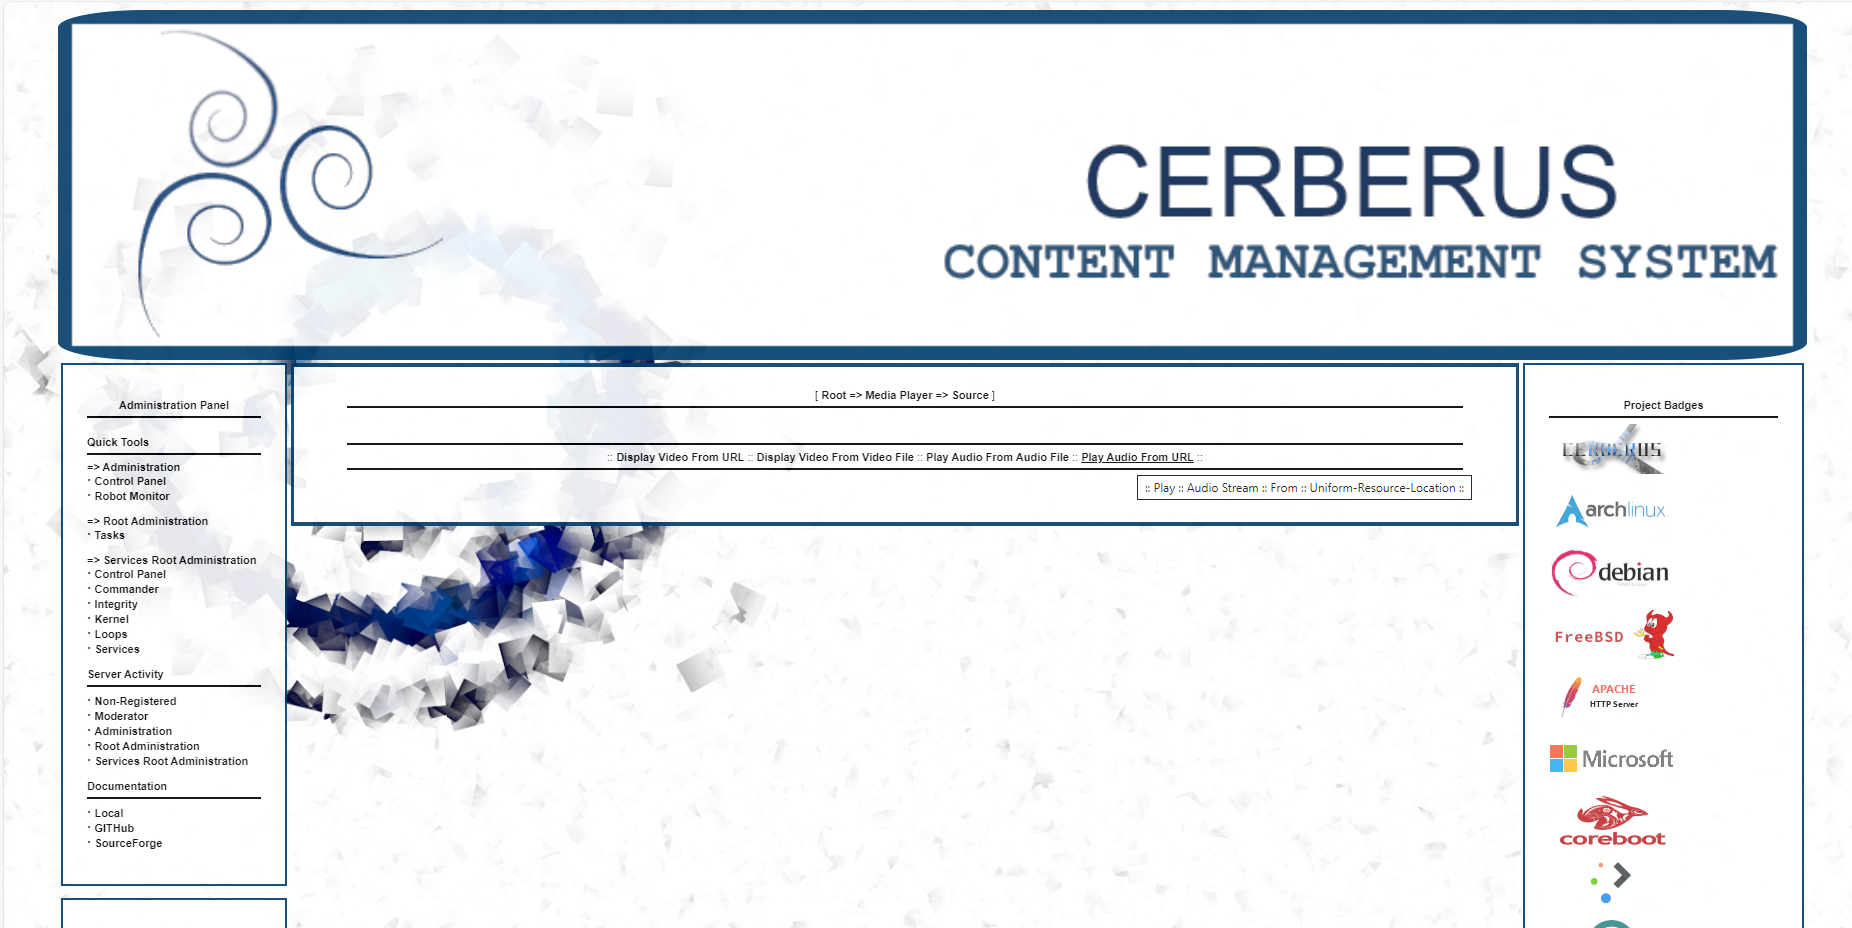 CERBERUS
CONTENT MANAGEMENT SYSTEM
Administration Panel
Quick Tools
=> Administration
· Control Panel
· Robot Monitor
=> Root Administration
· Tasks
=> Services Root Administration
· Control Panel
· Commander
· Integrity
· Kernel
· Loops
· Services
Server Activity
· Non-Registered
· Moderator
· Administration
· Root Administration
· Services Root Administration
Documentation
· Local
· GITHub
· SourceForge
[ Root => Media Player => Source ]
:: Display Video From URL :: Display Video From Video File :: Play Audio From Audio File :: Play Audio From URL ::
:: Play :: Audio Stream :: From :: Uniform-Resource-Location ::
Project Badges
CERBERUS
archlinux
debian
FreeBSD
APACHE
HTTP Server
Microsoft
coreboot